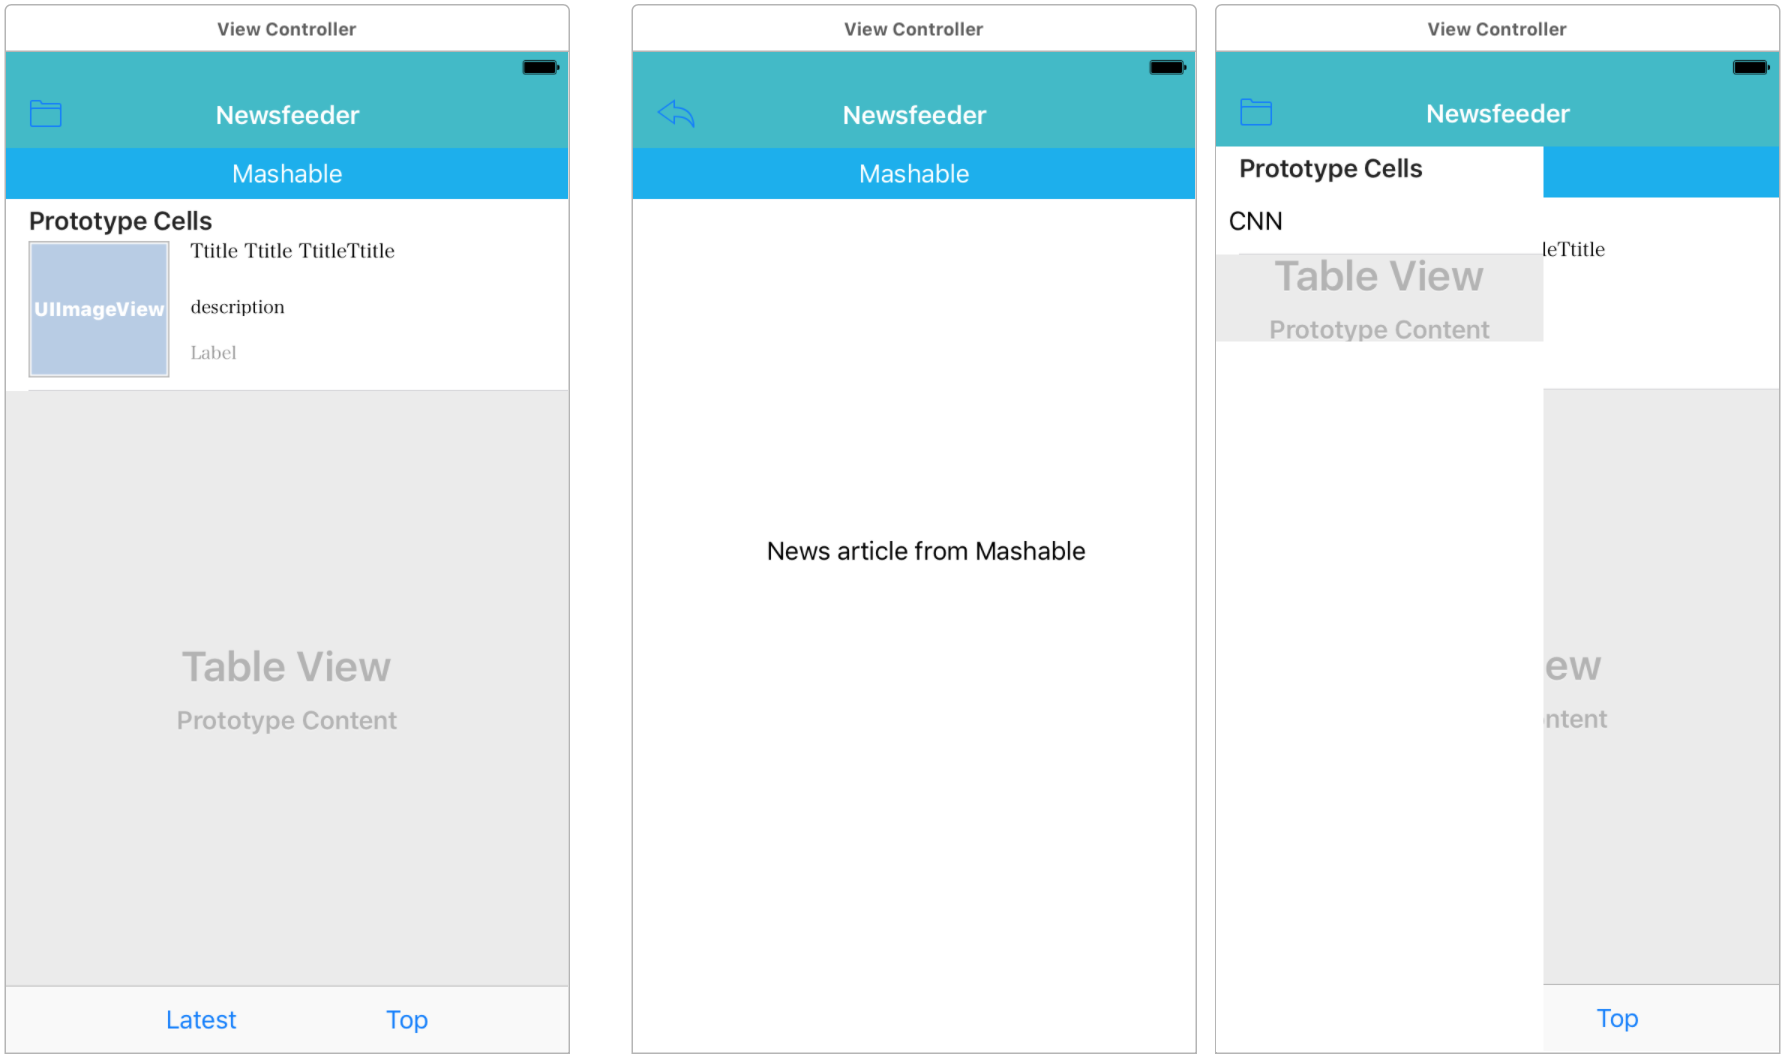 View Controller
Newsfeeder
Mashable
Prototype Cells
UIImageView
Ttitle Ttitle TtitleTtitle
description
Label
Table View
Prototype Content
Latest
Top
View Controller
Newsfeeder
Mashable
News article from Mashable
View Controller
Newsfeeder
Prototype Cells
CNN
leTtitle
Table View
Prototype Content
ew
ntent
Top